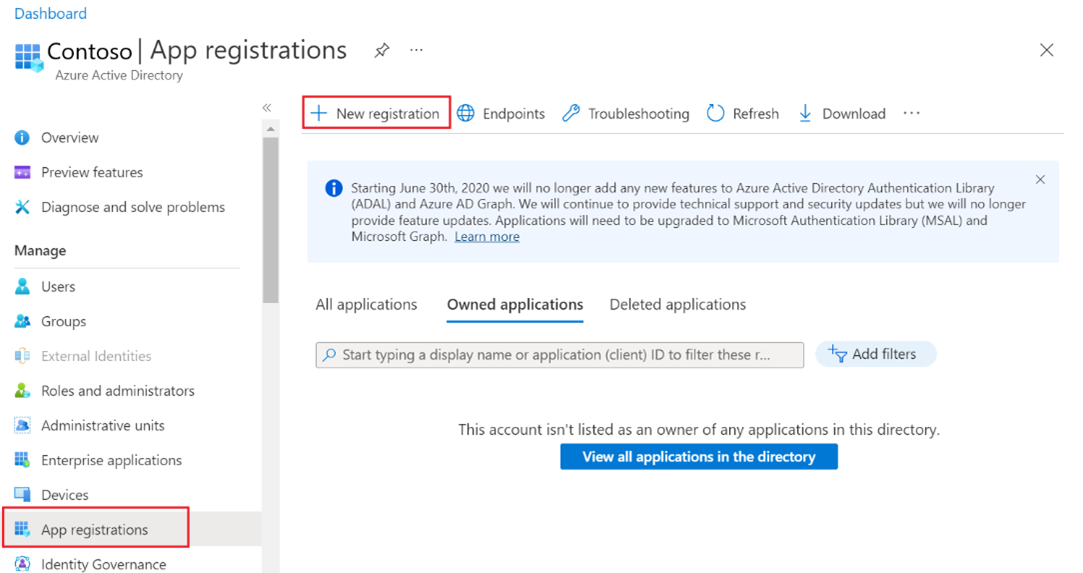 Dashboard
Contoso | App registrations
Azure Active Directory
Overview
Preview features
Diagnose and solve problems
Manage
Users
Groups
External Identities
Roles and administrators
Administrative units
Enterprise applications
Devices
App registrations
Identity Governance
New registration
Endpoints
Troubleshooting
Refresh
Download
Starting June 30th, 2020 we will no longer add any new features to Azure Active Directory Authentication Library
(ADAL) and Azure AD Graph. We will continue to provide technical support and security updates but we will no longer
provide feature updates. Applications will need to be upgraded to Microsoft Authentication Library (MSAL) and
Microsoft Graph. Learn more
All applications
Owned applications
Deleted applications
Start typing a display name or application (client) ID to filter these r...
Add filters
This account isn't listed as an owner of any applications in this directory.
View all applications in the directory